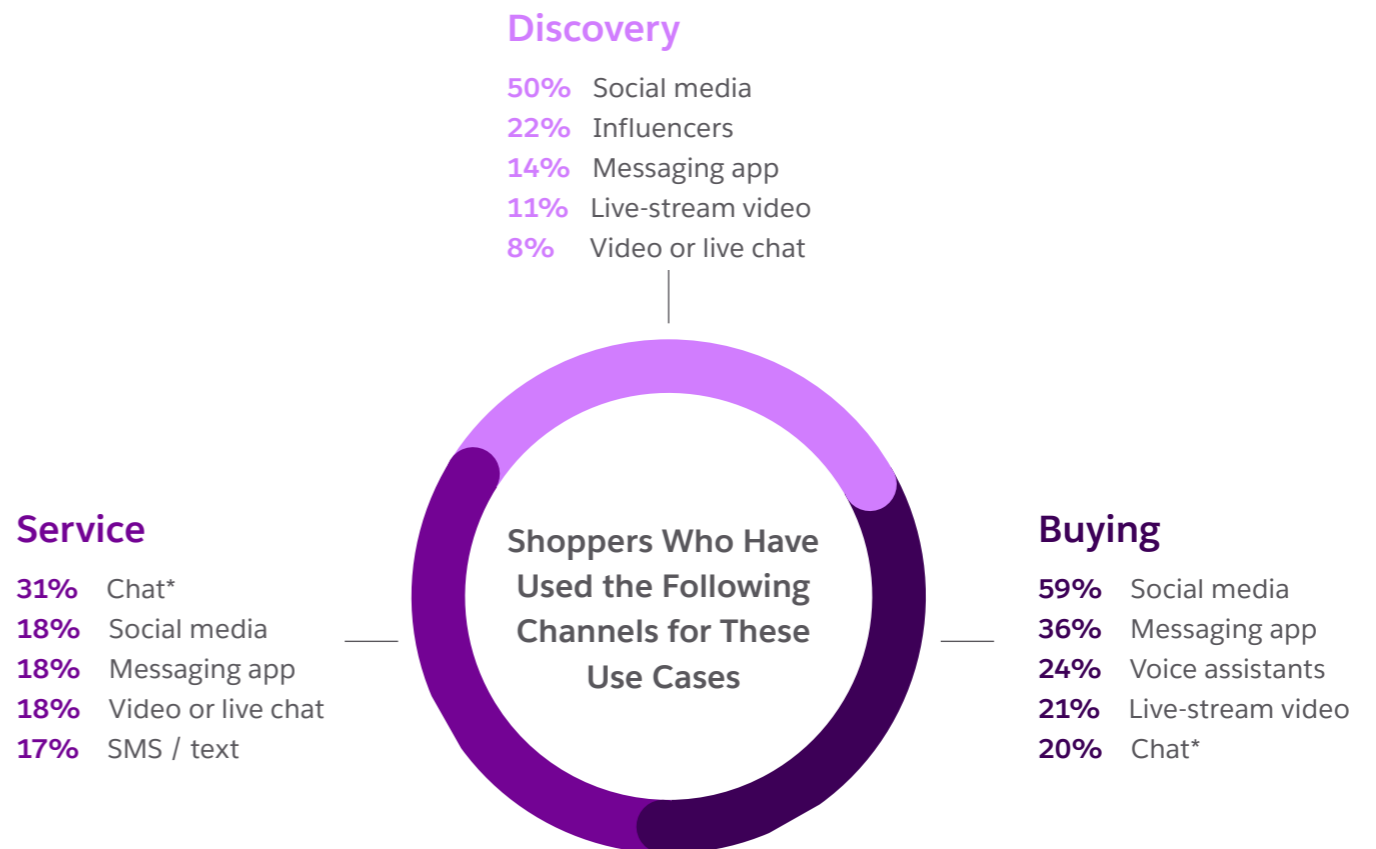 Discovery
50% Social media
22% Influencers
14% Messaging app
11% Live-stream video
8% Video or live chat
Service
31% Chat*
18% Social media
18% Messaging app
18% Video or live chat
17% SMS / text
Shoppers Who Have
Used the Following
Channels for These
Use Cases
Buying
59% Social media
36% Messaging app
24% Voice assistants
21% Live-stream video
20% Chat*